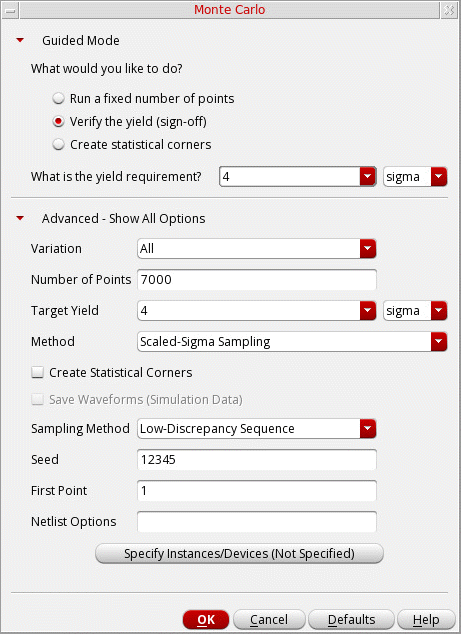 Monte Carlo
Guided Mode
What would you like to do?
Run a fixed number of points
Verify the yield (sign-off)
Create statistical corners
What is the yield requirement? 4 sigma
Advanced - Show All Options
Variation All
Number of Points 7000
Target Yield 4 sigma
Method Scaled-Sigma Sampling
Create Statistical Corners
Save Waveforms (Simulation Data)
Sampling Method Low-Discrepancy Sequence
Seed 12345
First Point 1
Netlist Options
Specify Instances/Devices (Not Specified)
OK Cancel Defaults Help